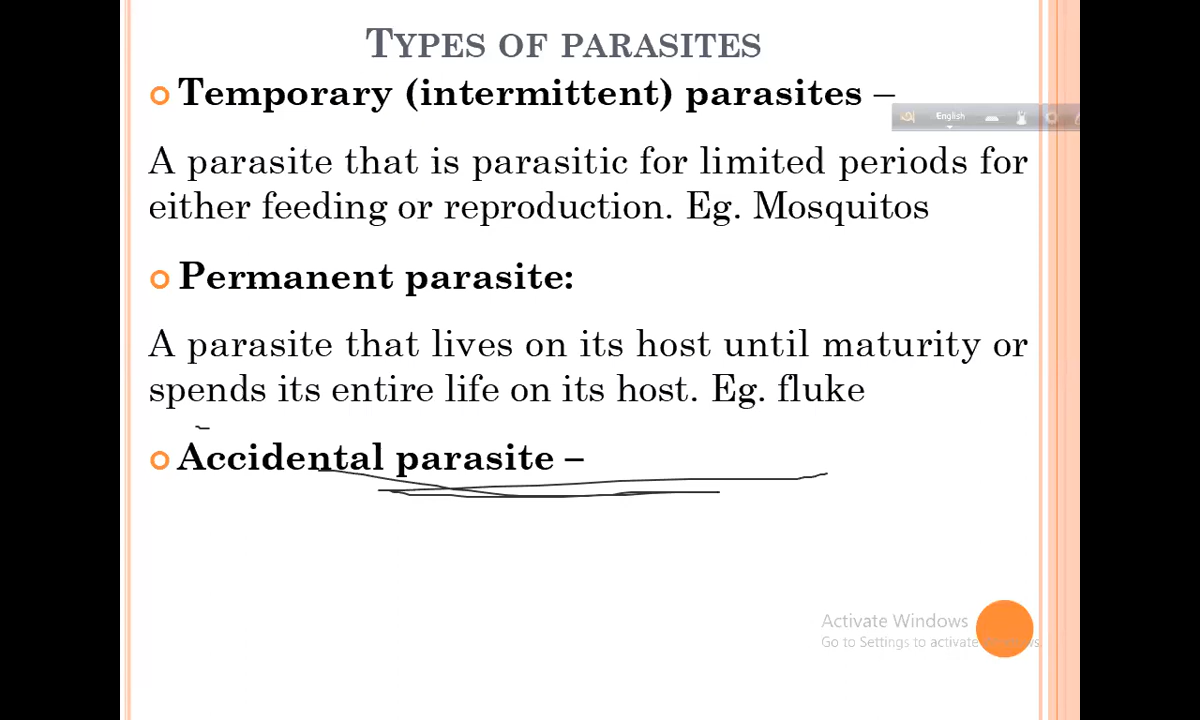 TYPES OF PARASITES
Temporary (intermittent) parasites –
English
A parasite that is parasitic for limited periods for
either feeding or reproduction. Eg. Mosquitos
Permanent parasite:
A parasite that lives on its host until maturity or
spends its entire life on its host. Eg. fluke
Accidental parasite –
Activate Windows
Go to Settings to activate Windows.